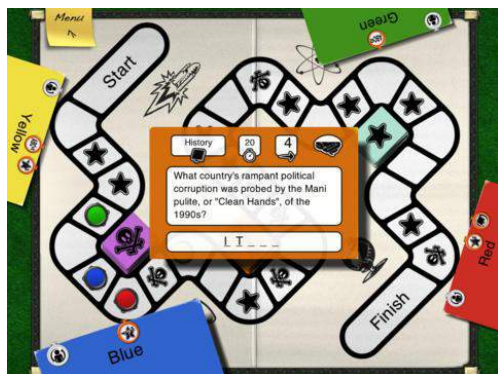 Menu
Green
Start
Yellow
History
20
4
What country's rampant political
corruption was probed by the Mani
pulite, or "Clean Hands", of the
1990s?
I T _ _ _
Red
Finish
Blue